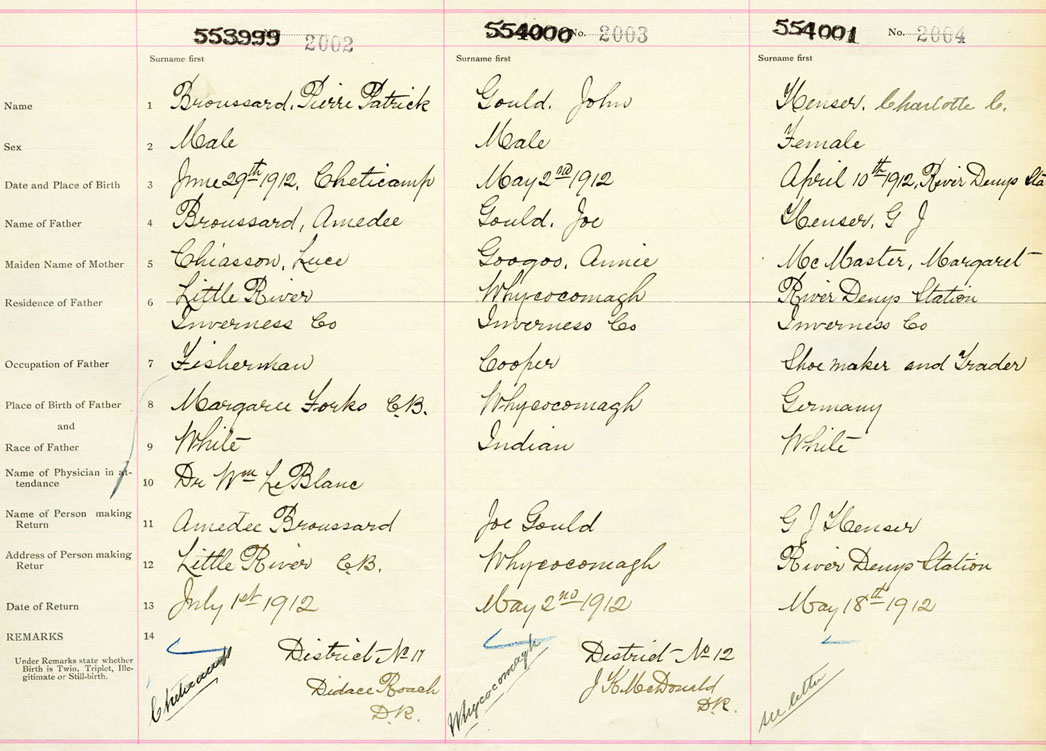 553999 2002 554000 No. 2003 554001 No. 2004
Surname first Surname first Surname first
Name 1 Broussard, Pierre Patrick Gould. John Henser, Charlotte C.
Sex 2 Male Male Female
Date and Place of Birth 3 June 29th 1912, Cheticamp May 2nd 1912 April 10th 1912, River Denys Sta
Name of Father 4 Broussard, Amedee Gould. Joe Henser, G J
Maiden Name of Mother 5 Chiasson, Luce Googoo, Annie McMaster, Margaret
Residence of Father 6 Little River Whycocomagh River Denys Station
Inverness Co Inverness Co Inverness Co
Occupation of Father 7 Fisherman Cooper Shoemaker and Trader
Place of Birth of Father 8 Margaree Forks C.B. Whycocomagh Germany
and
Race of Father 9 White Indian White
Name of Physician in at-
tendance 10 Dr Wm LeBlanc
Name of Person making
Return 11 Amedee Broussard Joe Gould G J Henser
Address of Person making
Retur 12 Little River C.B. Whycocomagh River Denys Station
Date of Return 13 July 1st 1912 May 2nd 1912 May 18th 1912
REMARKS 14
Under Remarks state whether
Birth is Twin, Triplet, Ille-
gitimate or Still-birth.
Cheticamp District No 17
Didace Roach
D.R.
Whycocomagh District No 12
J K McDonald
D.R.
see letter